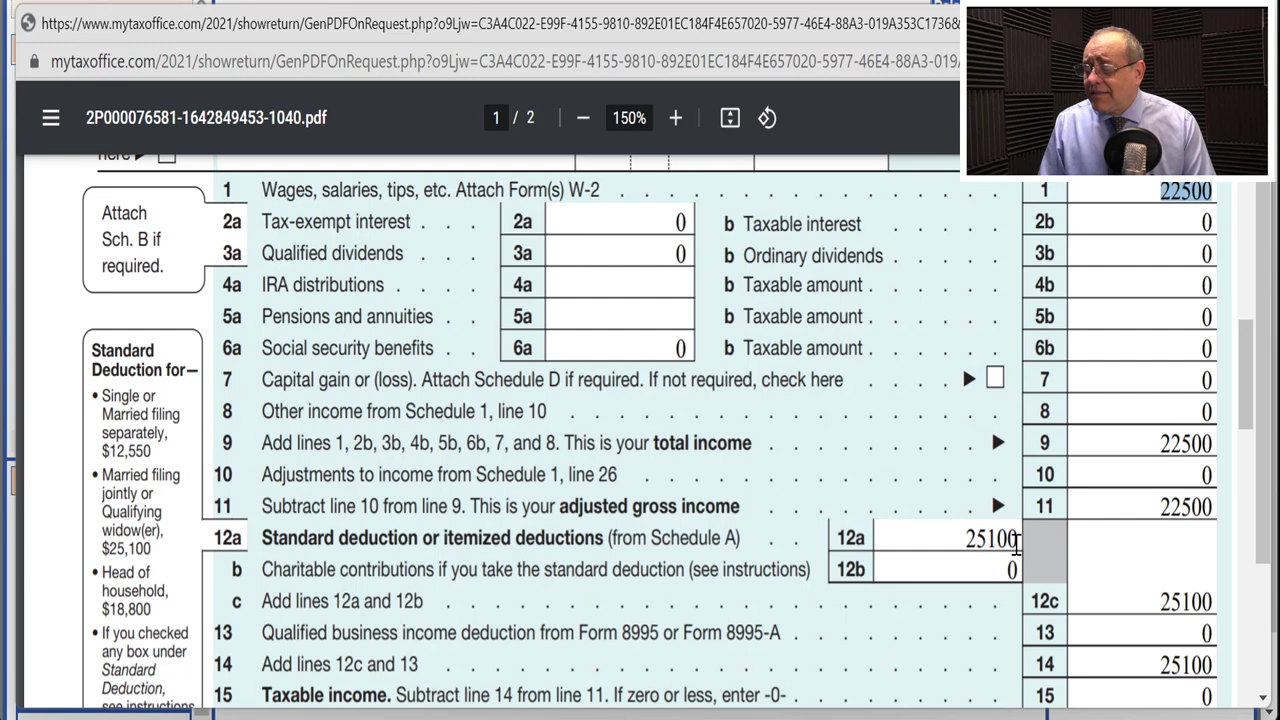 https://www.mytaxoffice.com/2021/showreturn/GenPDFOnRequest.php?o9Ljw=C3A4C022-E99F-4155-9810-892E01EC184F4E657020-5977-46E4-88A3-019A353C1736&
mytaxoffice.com/2021/showreturn/GenPDFOnRequest.php?o9Ljw=C3A4C022-E99F-4155-9810-892E01EC184F4E657020-5977-46E4-88A3-019A
2P000076581-1642849453-1040.pdf 1 / 2 150%
here
1 Wages, salaries, tips, etc. Attach Form(s) W-2 . . . . . . . . . . . . 1 22500
Attach
Sch. B if
required.
2a Tax-exempt interest . . . 2a 0 b Taxable interest . . . . . 2b 0
3a Qualified dividends . . . 3a 0 b Ordinary dividends . . . . . 3b 0
4a IRA distributions . . . . 4a b Taxable amount . . . . . 4b 0
5a Pensions and annuities . . 5a b Taxable amount . . . . . 5b 0
6a Social security benefits . . 6a 0 b Taxable amount . . . . . 6b 0
Standard
Deduction for—
• Single or
Married filing
separately,
$12,550
• Married filing
jointly or
Qualifying
widow(er),
$25,100
• Head of
household,
$18,800
• If you checked
any box under
Standard
Deduction,
see instructions
7 Capital gain or (loss). Attach Schedule D if required. If not required, check here . . . . 7 0
8 Other income from Schedule 1, line 10 . . . . . . . . . . . . . . 8 0
9 Add lines 1, 2b, 3b, 4b, 5b, 6b, 7, and 8. This is your total income . . . . . . . 9 22500
10 Adjustments to income from Schedule 1, line 26 . . . . . . . . . . . . 10 0
11 Subtract line 10 from line 9. This is your adjusted gross income . . . . . . . 11 22500
12a Standard deduction or itemized deductions (from Schedule A) . . 12a 25100
b Charitable contributions if you take the standard deduction (see instructions) 12b 0
c Add lines 12a and 12b . . . . . . . . . . . . . . . . . . 12c 25100
13 Qualified business income deduction from Form 8995 or Form 8995-A . . . . . . . 13 0
14 Add lines 12c and 13 . . . . . . . . . . . . . . . . . . 14 25100
15 Taxable income. Subtract line 14 from line 11. If zero or less, enter -0- . . . . . . . 15 0